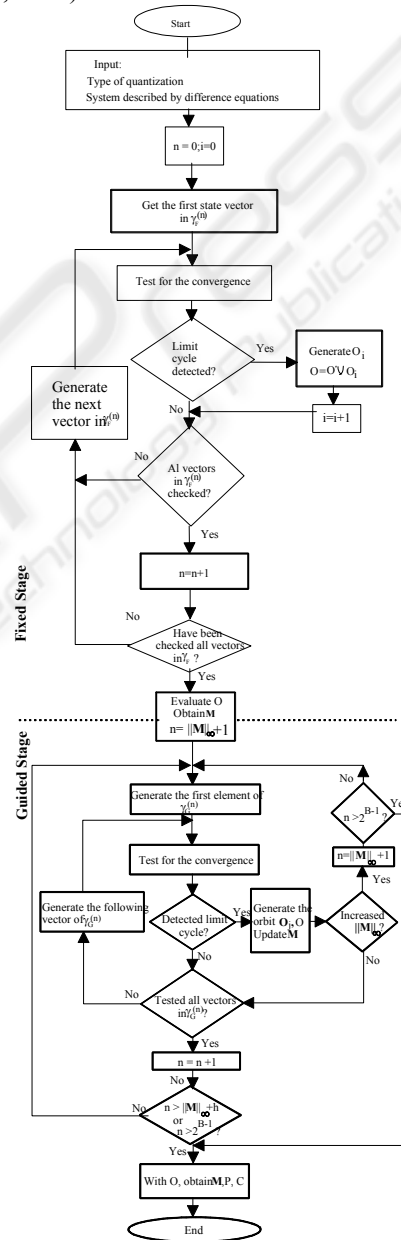 Start
Input:
Type of quantization
System described by difference equations
n = 0;i=0
Get the first state vector
in γF(n)
Test for the convergence
Limit
cycle
detected?
Yes
Generate Oi
O=O∨Oi
i=i+1
No
Generate
the next
vector in γF(n)
No
Al vectors
in γF(n)
checked?
Yes
n=n+1
No
Have been
checked all vectors
in γF ?
Yes
Fixed Stage
Evaluate O
Obtain M
n= ||M||∞+1
Guided Stage
Generate the first element of
γG(n)
No
n >2B-1 ?
Yes
Test for the convergence
n=||M||∞+1
Yes
Generate the following
vector of γG(n)
Detected limit
cycle?
Yes
Generate the
orbit Oi,O
Update M
Increased
||M||∞?
No
No
No
Tested all vectors
in γG(n)?
Yes
n = n +1
No
No
n > ||M||∞+h
or
n >2B-1 ?
Yes
With O, obtain M,P, C
End